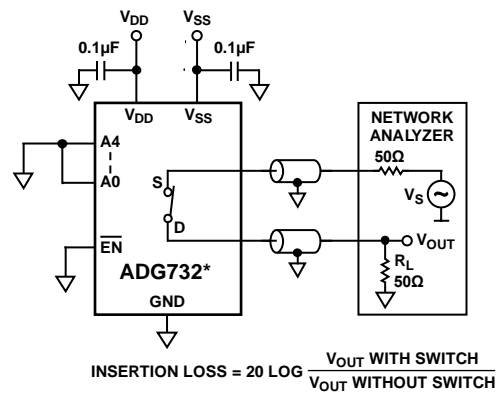 VDD VSS
0.1µF 0.1µF
VDD VSS
A4
A0
EN
S
D
ADG732*
GND
NETWORK
ANALYZER
50Ω
VS
VOUT
RL
50Ω
INSERTION LOSS = 20 LOG VOUT WITH SWITCH
VOUT WITHOUT SWITCH